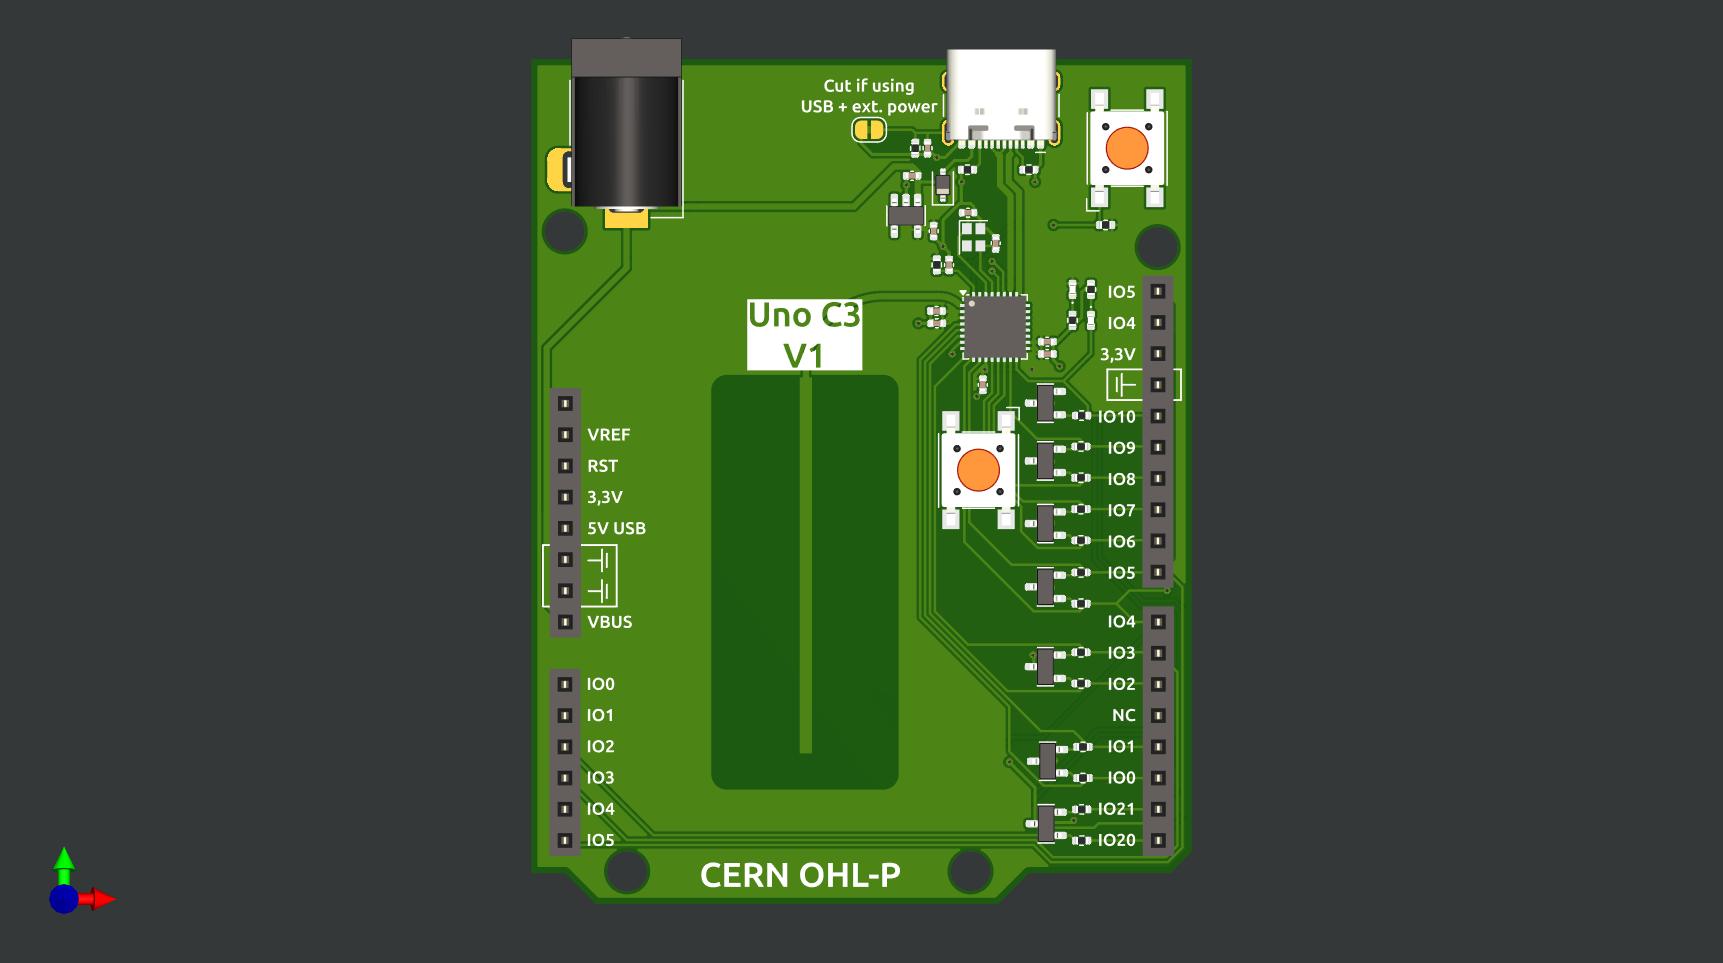 Cut if using
USB + ext. power
Uno C3
V1
VREF
RST
3,3V
5V USB
VBUS
IO0
IO1
IO2
IO3
IO4
IO5
IO5
IO4
3,3V
IO10
IO9
IO8
IO7
IO6
IO5
IO4
IO3
IO2
NC
IO1
IO0
IO21
IO20
CERN OHL-P